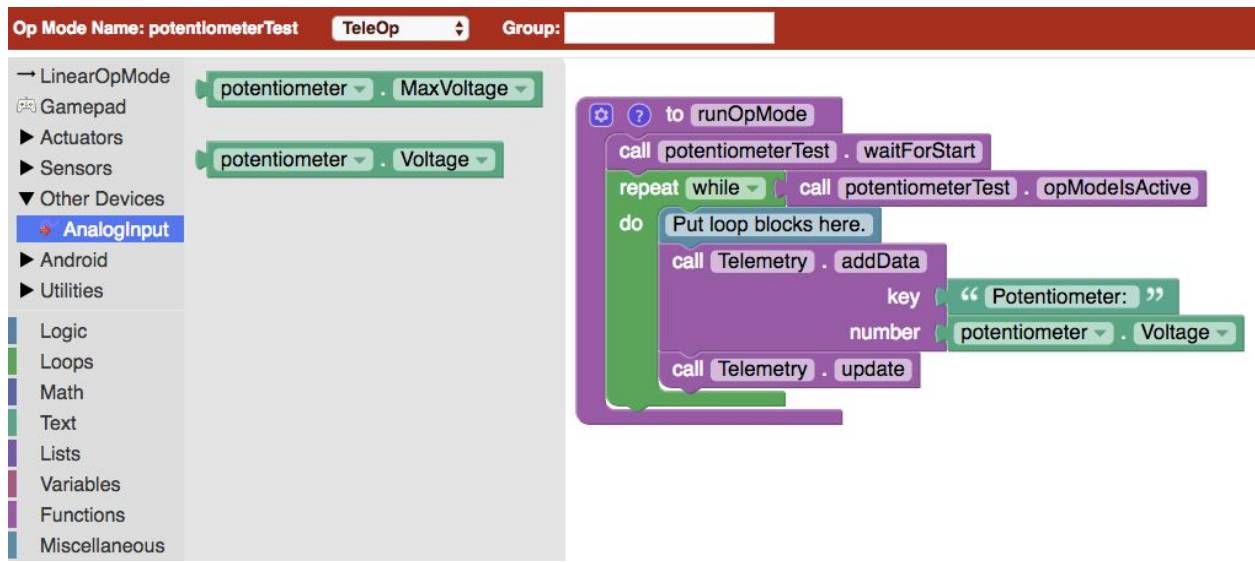 Op Mode Name: potentiometerTest TeleOp Group:
LinearOpMode
Gamepad
Actuators
Sensors
Other Devices
AnalogInput
Android
Utilities
Logic
Loops
Math
Text
Lists
Variables
Functions
Miscellaneous
potentiometer . MaxVoltage
potentiometer . Voltage
? to runOpMode
call potentiometerTest . waitForStart
repeat while call potentiometerTest . opModeIsActive
do Put loop blocks here.
call Telemetry . addData
key “ Potentiometer: ”
number potentiometer . Voltage
call Telemetry . update